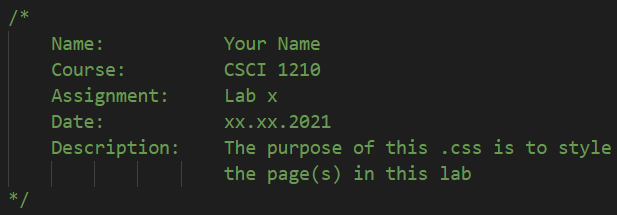 /*
Name: Your Name
Course: CSCI 1210
Assignment: Lab x
Date: xx.xx.2021
Description: The purpose of this .css is to style
the page(s) in this lab
*/